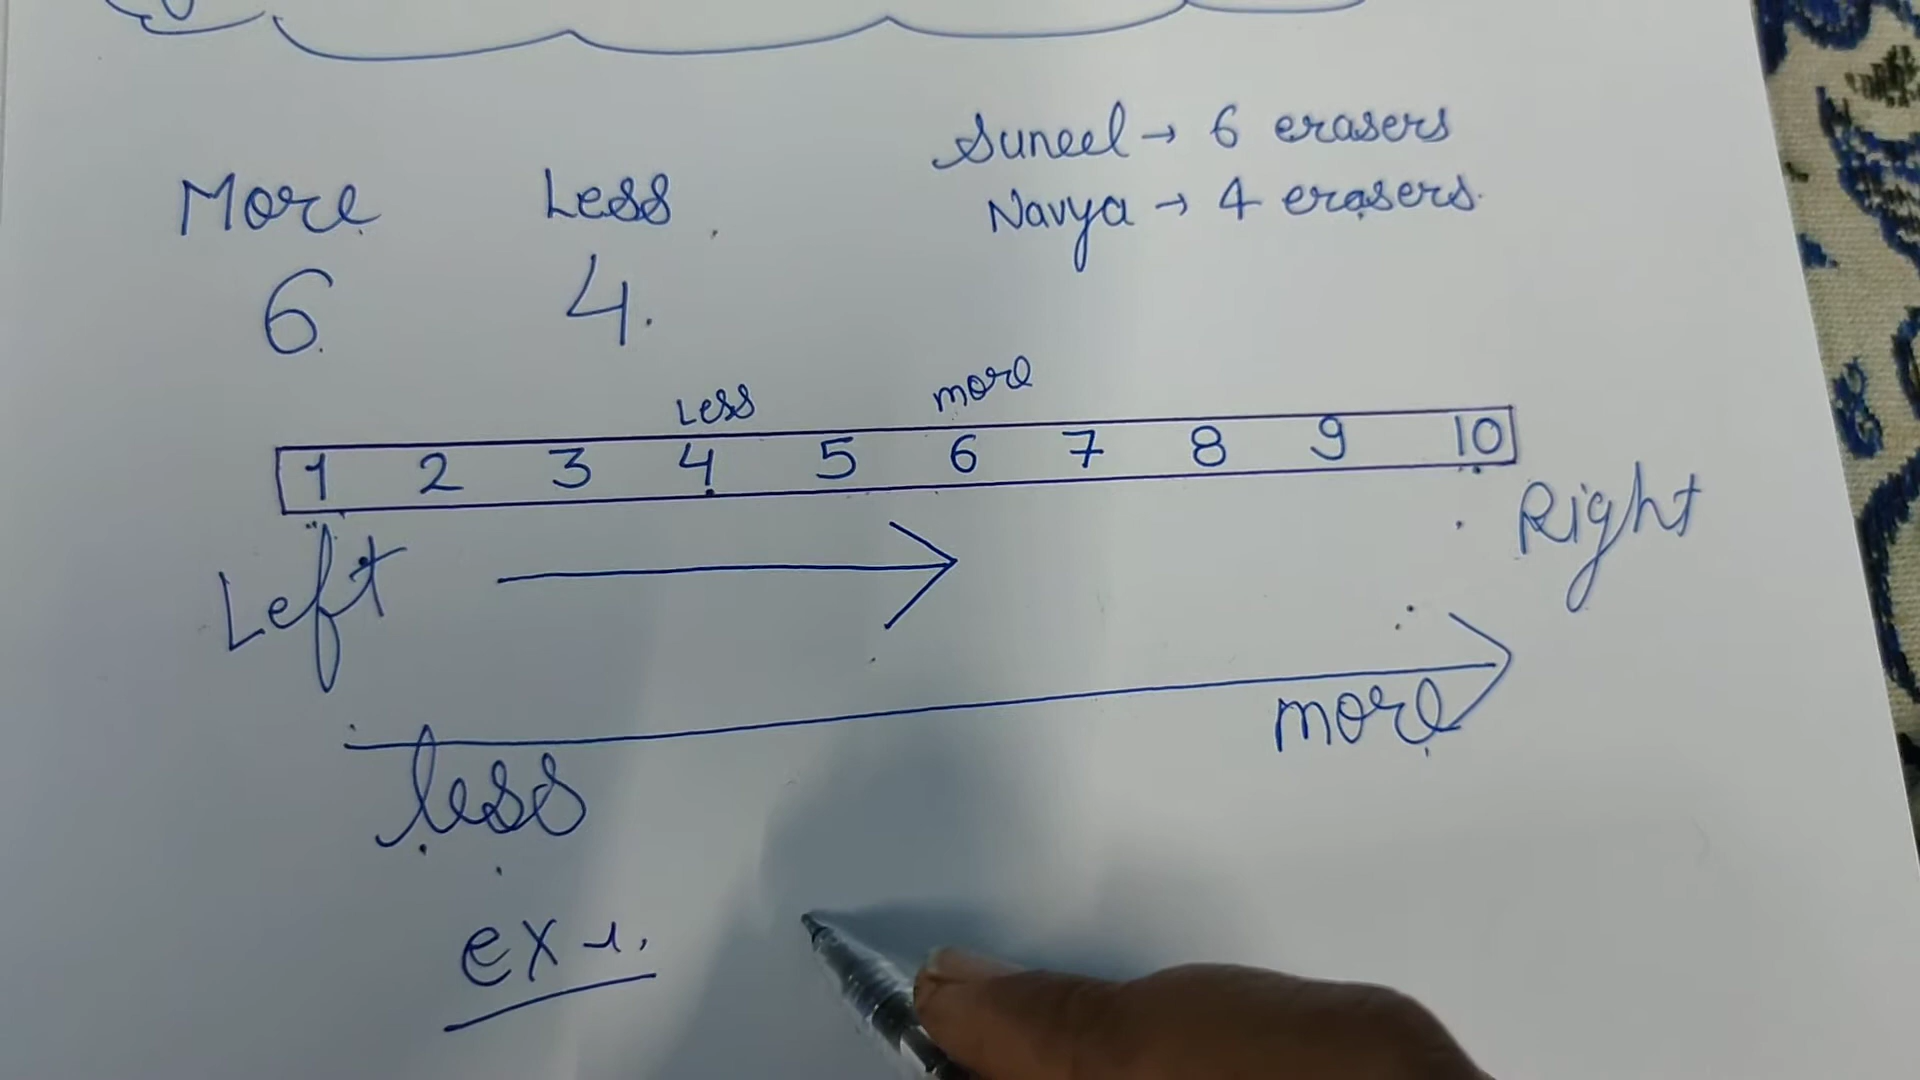 Suneel → 6 erasers
Navya → 4 erasers.
More Less
6 4.
Less more
1 2 3 4 5 6 7 8 9 10
Left → Right
less more
ex 1.